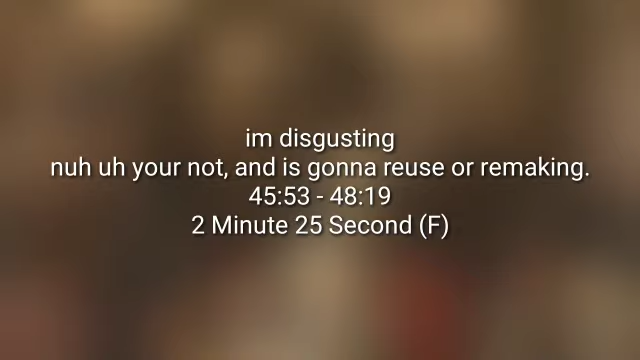 im disgusting
nuh uh your not, and is gonna reuse or remaking.
45:53 - 48:19
2 Minute 25 Second (F)